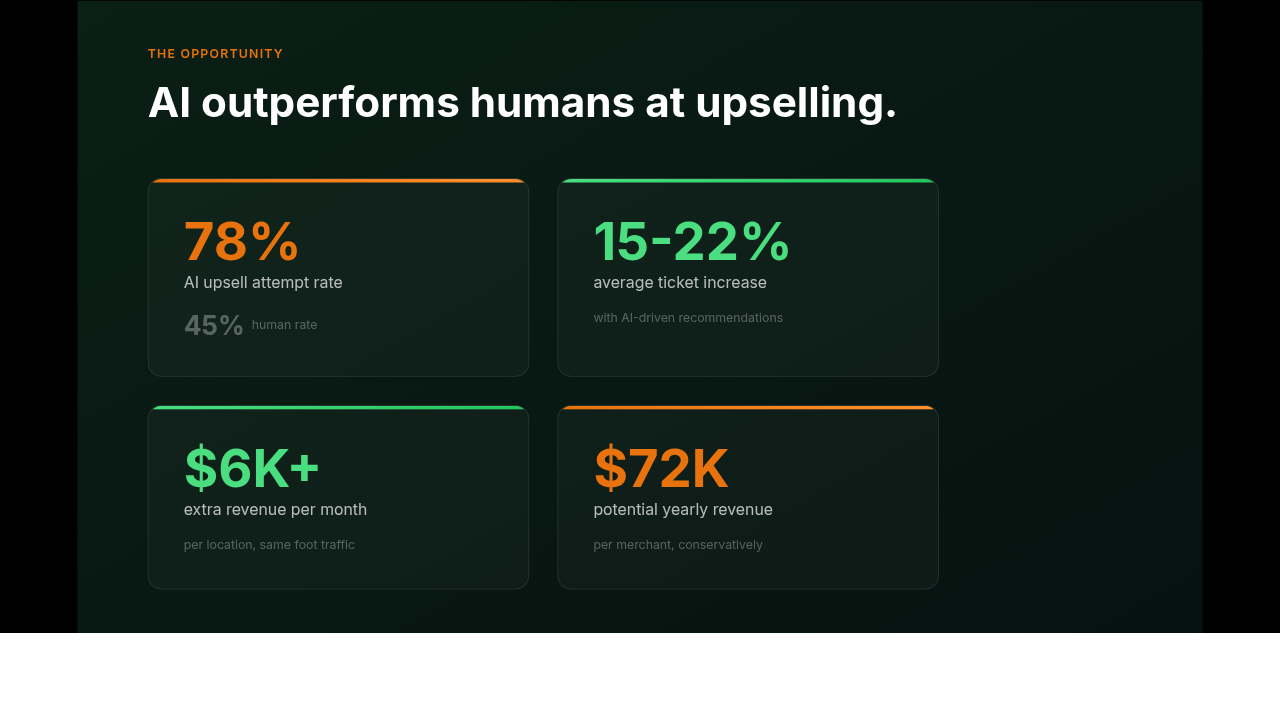 THE OPPORTUNITY
AI outperforms humans at upselling.
78%
AI upsell attempt rate
45% human rate
15-22%
average ticket increase
with AI-driven recommendations
$6K+
extra revenue per month
per location, same foot traffic
$72K
potential yearly revenue
per merchant, conservatively